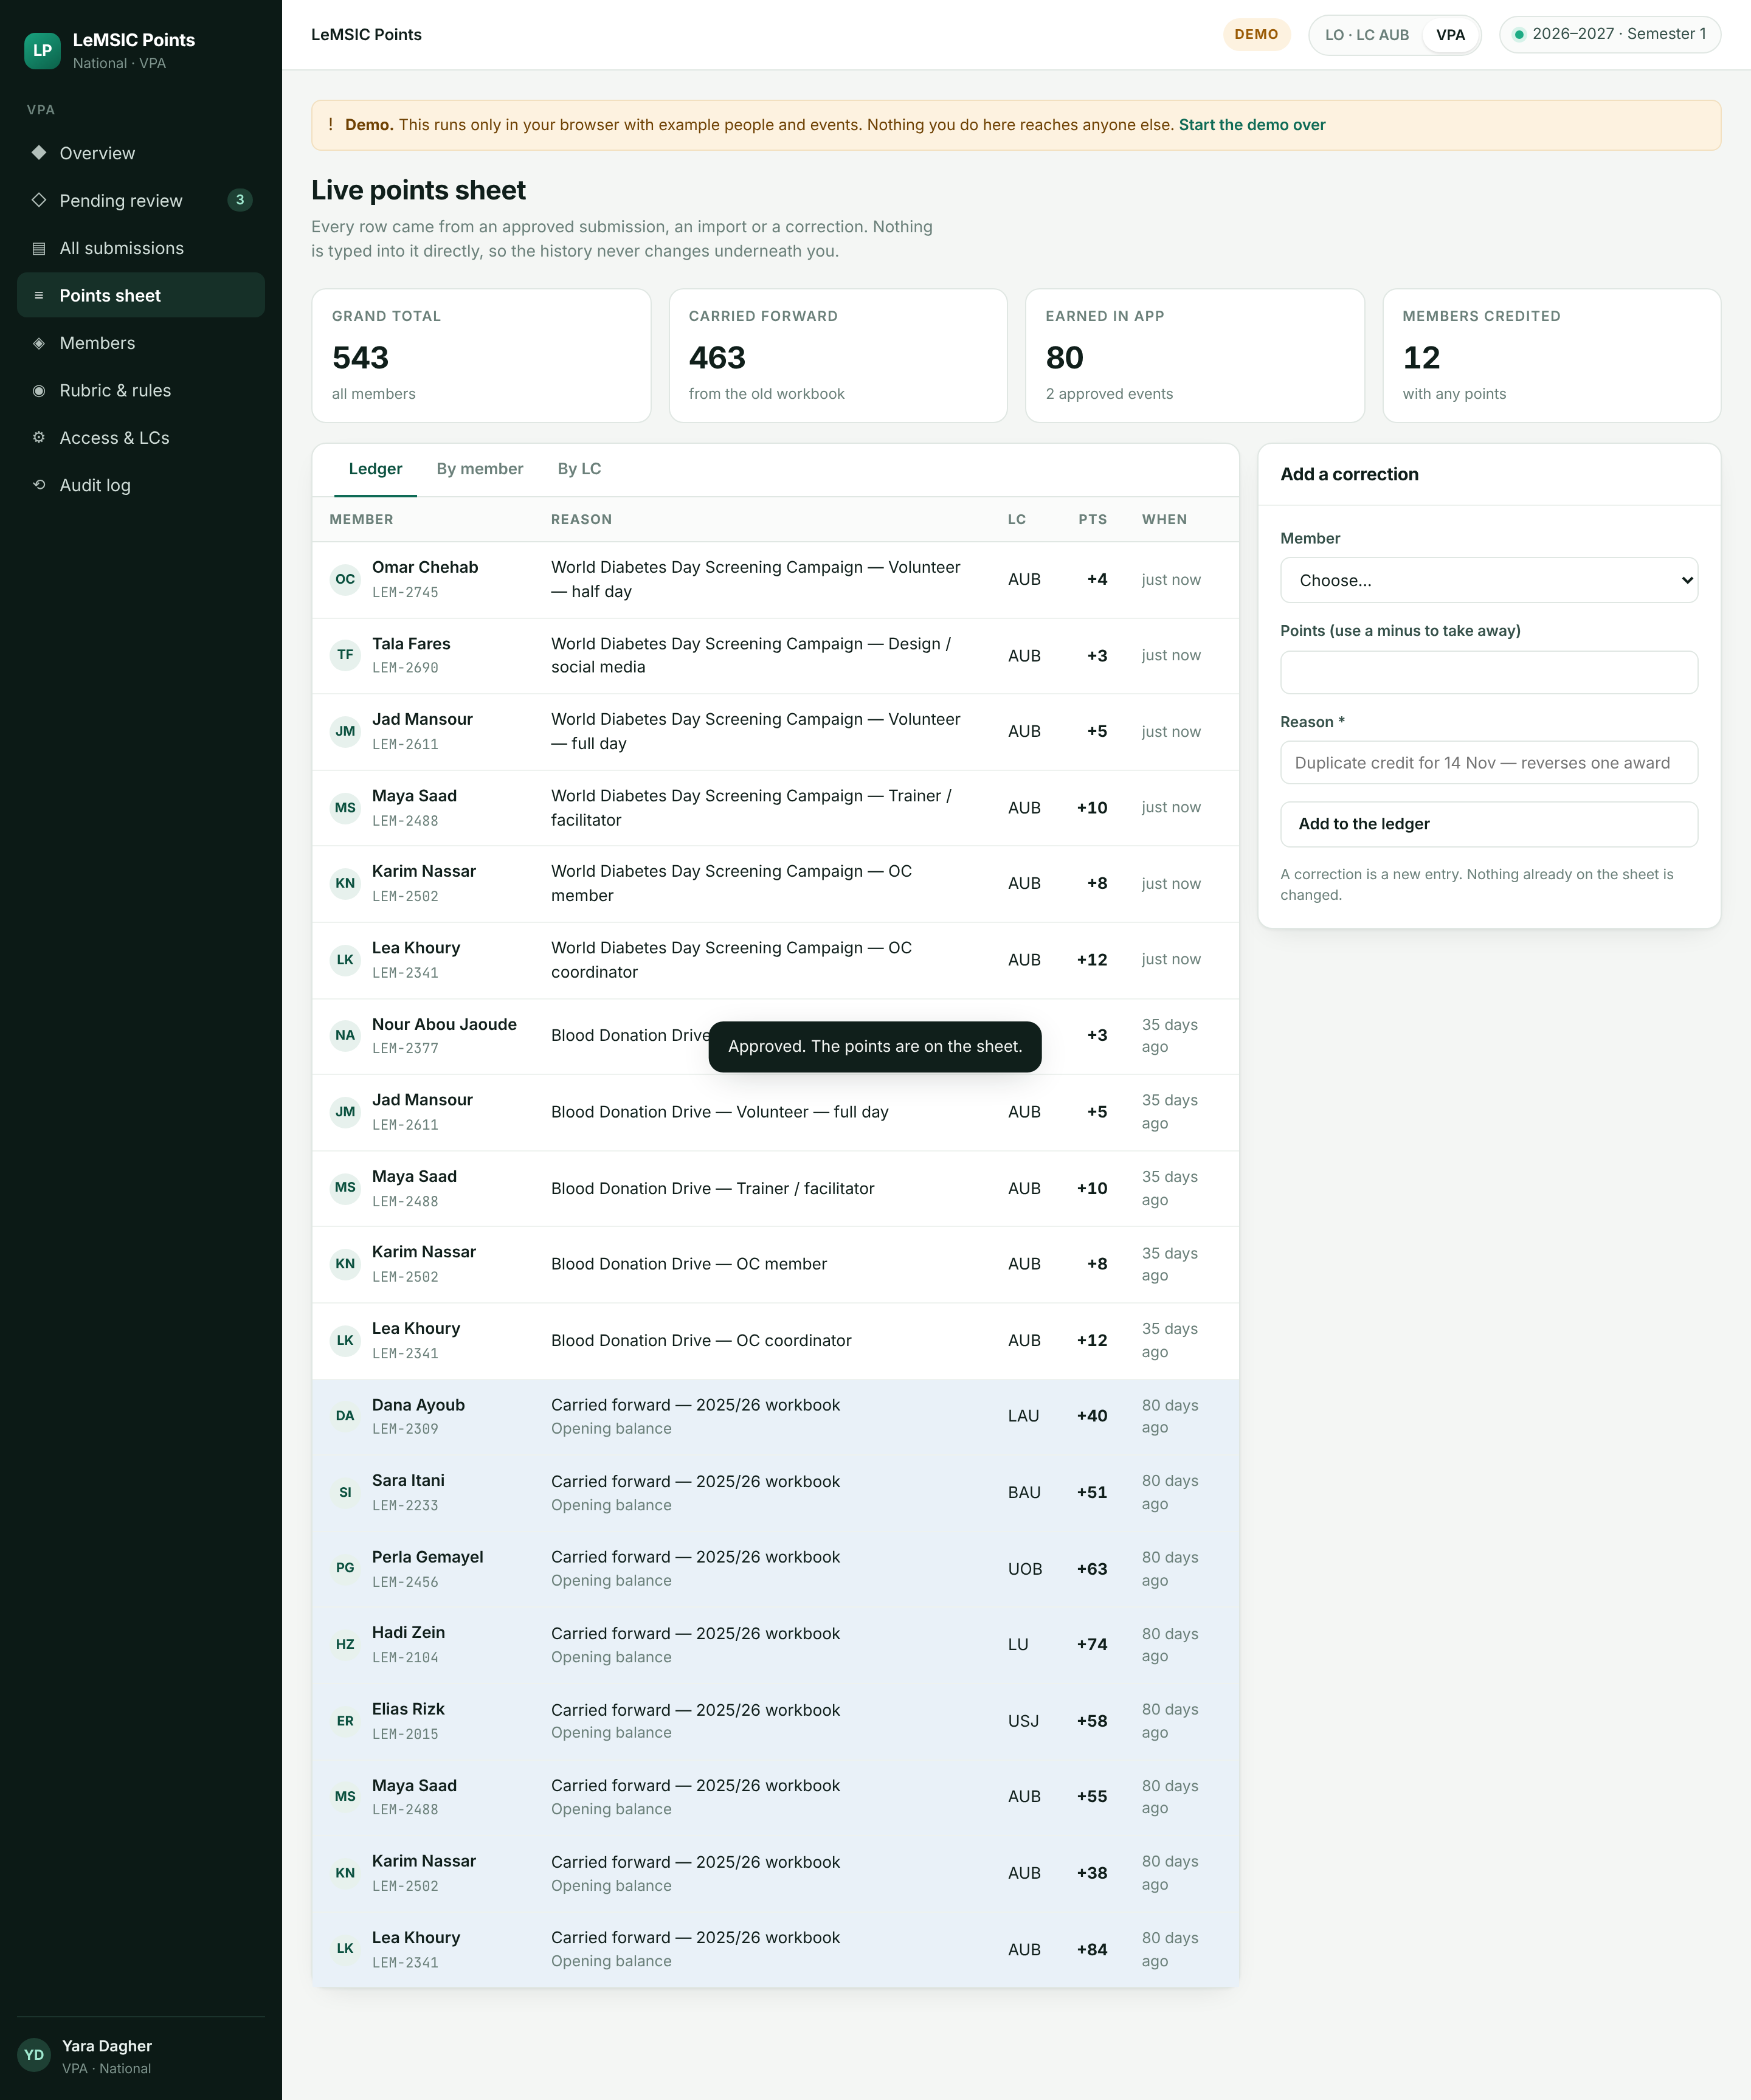 LP
LeMSIC Points
National · VPA
VPA
Overview
Pending review
3
All submissions
Points sheet
Members
Rubric & rules
Access & LCs
Audit log
YD
Yara Dagher
VPA · National
LeMSIC Points
DEMO
LO · LC AUB
VPA
2026–2027 · Semester 1
! Demo. This runs only in your browser with example people and events. Nothing you do here reaches anyone else. Start the demo over
Live points sheet
Every row came from an approved submission, an import or a correction. Nothing
is typed into it directly, so the history never changes underneath you.
GRAND TOTAL
543
all members
CARRIED FORWARD
463
from the old workbook
EARNED IN APP
80
2 approved events
MEMBERS CREDITED
12
with any points
Ledger
By member
By LC
MEMBER REASON LC PTS WHEN
OC Omar Chehab
LEM-2745
World Diabetes Day Screening Campaign — Volunteer
— half day
AUB +4 just now
TF Tala Fares
LEM-2690
World Diabetes Day Screening Campaign — Design /
social media
AUB +3 just now
JM Jad Mansour
LEM-2611
World Diabetes Day Screening Campaign — Volunteer
— full day
AUB +5 just now
MS Maya Saad
LEM-2488
World Diabetes Day Screening Campaign — Trainer /
facilitator
AUB +10 just now
KN Karim Nassar
LEM-2502
World Diabetes Day Screening Campaign — OC
member
AUB +8 just now
LK Lea Khoury
LEM-2341
World Diabetes Day Screening Campaign — OC
coordinator
AUB +12 just now
NA Nour Abou Jaoude
LEM-2377
Blood Donation Drive
+3 35 days
ago
Approved. The points are on the sheet.
JM Jad Mansour
LEM-2611
Blood Donation Drive — Volunteer — full day
AUB +5 35 days
ago
MS Maya Saad
LEM-2488
Blood Donation Drive — Trainer / facilitator
AUB +10 35 days
ago
KN Karim Nassar
LEM-2502
Blood Donation Drive — OC member
AUB +8 35 days
ago
LK Lea Khoury
LEM-2341
Blood Donation Drive — OC coordinator
AUB +12 35 days
ago
DA Dana Ayoub
LEM-2309
Carried forward — 2025/26 workbook
Opening balance
LAU +40 80 days
ago
SI Sara Itani
LEM-2233
Carried forward — 2025/26 workbook
Opening balance
BAU +51 80 days
ago
PG Perla Gemayel
LEM-2456
Carried forward — 2025/26 workbook
Opening balance
UOB +63 80 days
ago
HZ Hadi Zein
LEM-2104
Carried forward — 2025/26 workbook
Opening balance
LU +74 80 days
ago
ER Elias Rizk
LEM-2015
Carried forward — 2025/26 workbook
Opening balance
USJ +58 80 days
ago
MS Maya Saad
LEM-2488
Carried forward — 2025/26 workbook
Opening balance
AUB +55 80 days
ago
KN Karim Nassar
LEM-2502
Carried forward — 2025/26 workbook
Opening balance
AUB +38 80 days
ago
LK Lea Khoury
LEM-2341
Carried forward — 2025/26 workbook
Opening balance
AUB +84 80 days
ago
Add a correction
Member
Choose...
Points (use a minus to take away)
Reason *
Duplicate credit for 14 Nov — reverses one award
Add to the ledger
A correction is a new entry. Nothing already on the sheet is
changed.